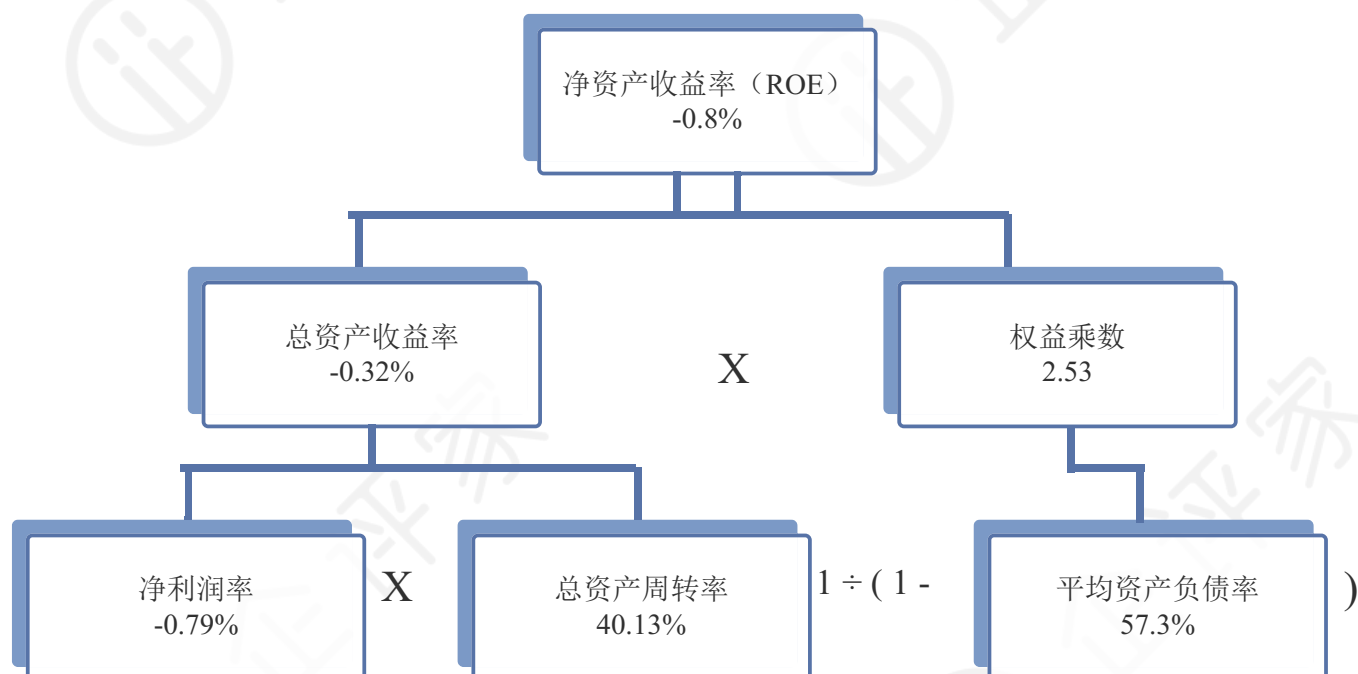 净资产收益率（ROE）
-0.8%
总资产收益率
-0.32%
X
权益乘数
2.53
净利润率
-0.79%
X
总资产周转率
40.13%
1 ÷ ( 1 -
平均资产负债率
57.3%
)